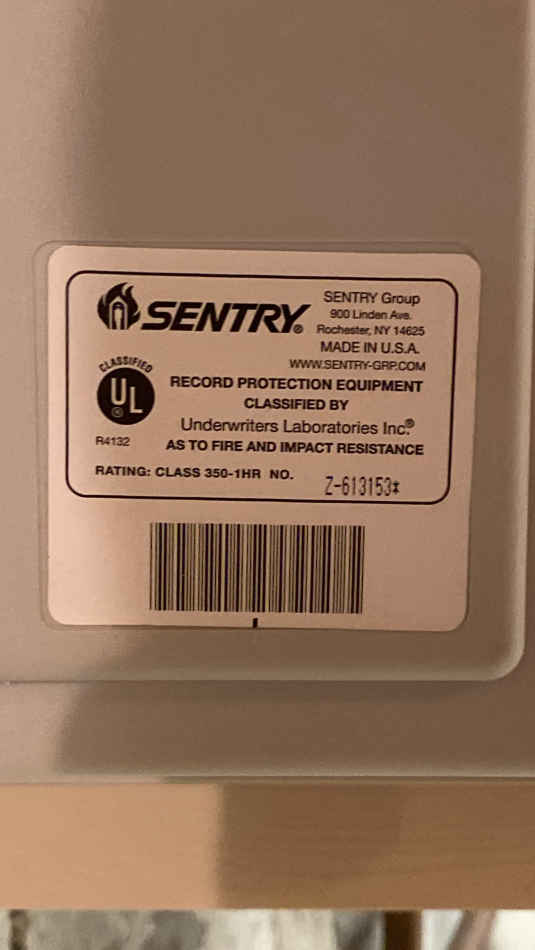 SENTRY®
SENTRY Group
900 Linden Ave.
Rochester, NY 14625
MADE IN U.S.A.
WWW.SENTRY-GRP.COM
CLASSIFIED
UL®
R4132
RECORD PROTECTION EQUIPMENT
CLASSIFIED BY
Underwriters Laboratories Inc.®
AS TO FIRE AND IMPACT RESISTANCE
RATING: CLASS 350-1HR NO. Z-613153*